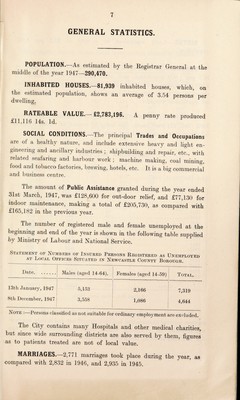 7
GENERAL STATISTICS.
POPULATION.—As estimated by the Registrar General at the
middle of the year 1947—290,470.
INHABITED HOUSES.—81,939 inhabited houses, which, on
the estimated population, shows an average of 3.54 persons per
dwelling.
RATEABLE VALUE.—£2,783,196. A penny rate produced
£11,116 14s. 1d.
SOCIAL CONDITIONS.—The principal Trades and Occupations
are of a healthy nature, and include extensive heavy and light en-
gineering and ancillary industries ; shipbuilding and repair, etc., with
related seafaring and harbour work ; machine making, coal mining,
food and tobacco factories, brewing, hotels, etc. It is a big commercial
and business centre.
The amount of Public Assistance granted during the year ended
31st March, 1947, was £128,600 for out-door relief, and £77,130 for
indoor maintenance, making a total of £205,730, as compared with
£165,182 in the previous year.
The number of registered male and female unemployed at the
beginning and end of the year is shown in the following table supplied
by Ministry of Labour and National Service.
STATEMENT OF NUMBERS OF INSURED PERSONS REGISTERED AS UNEMPLOYED
AT LOCAL OFFICES SITUATED IN NEWCASTLE COUNTY BOROUGH.
Date. ...... Males (aged 14-64). Females (aged 14-59) TOTAL.
13th January, 1947 5,133 2,186 7,319
8th December, 1947 3,558 1,086 4,644
NOTE:—Persons classified as not suitable for ordinary employment are excluded.
The City contains many Hospitals and other medical charities,
but since wide surrounding districts are also served by them, figures
as to patients treated are not of local value.
MARRIAGES.—2,771 marriages took place during the year, as
compared with 2,832 in 1946, and 2,935 in 1945.